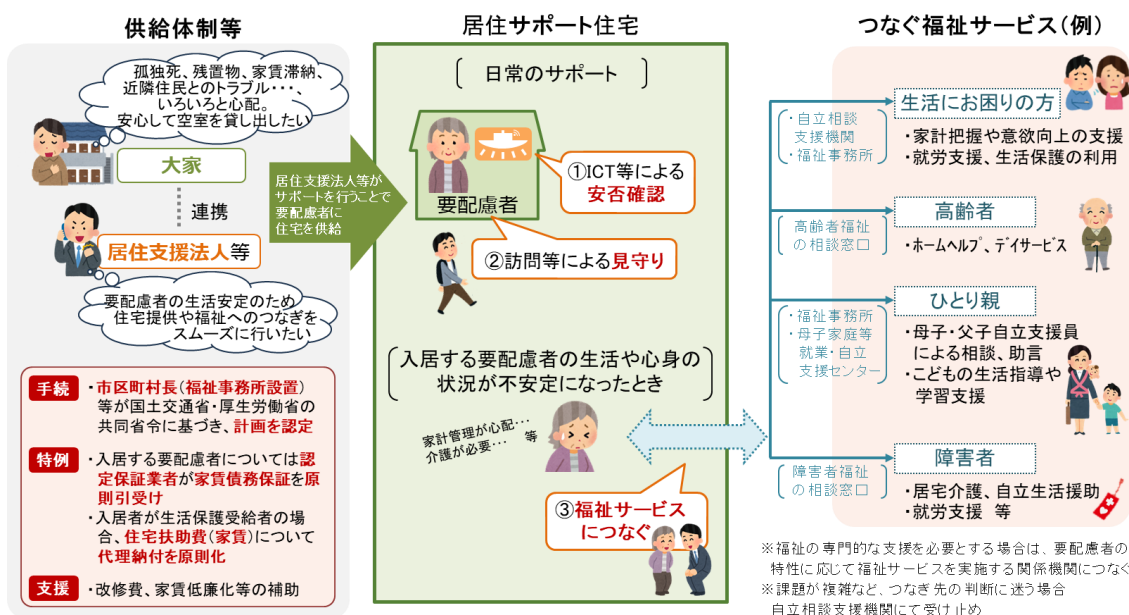 供給体制等
孤独死、残置物、家賃滞納、
近隣住民とのトラブル・・・、
いろいろと心配。
安心して空室を貸し出したい
大家
連携
居住支援法人等
要配慮者の生活安定のため
住宅提供や福祉へのつなぎを
スムーズに行いたい
手続
・市区町村長(福祉事務所設置)
等が国土交通省・厚生労働省の
共同省令に基づき、計画を認定
特例
・入居する要配慮者については認
定保証業者が家賃債務保証を原
則引受け
・入居者が生活保護受給者の場
合、住宅扶助費(家賃)について
代理納付を原則化
支援
・改修費、家賃低廉化等の補助
居住支援法人等が
サポートを行うことで
要配慮者に
住宅を供給
居住サポート住宅
日常のサポート
要配慮者
①ICT等による
安否確認
②訪問等による見守り
入居する要配慮者の生活や心身の
状況が不安定になったとき
家計管理が心配・・・
介護が必要・・・ 等
③福祉サービス
につなぐ
つなぐ福祉サービス(例)
・自立相談
支援機関
・福祉事務所
生活にお困りの方
・家計把握や意欲向上の支援
・就労支援、生活保護の利用
高齢者福祉
の相談窓口
高齢者
・ホームヘルプ、デイサービス
・福祉事務所
・母子家庭等
就業・自立
支援センター
ひとり親
・母子・父子自立支援員
による相談、助言
・こどもの生活指導や
学習支援
障害者福祉
の相談窓口
障害者
・居宅介護、自立生活援助
・就労支援 等
※福祉の専門的な支援を必要とする場合は、要配慮者の
特性に応じて福祉サービスを実施する関係機関につなぐ
※課題が複雑など、つなぎ先の判断に迷う場合
自立相談支援機関にて受け止め